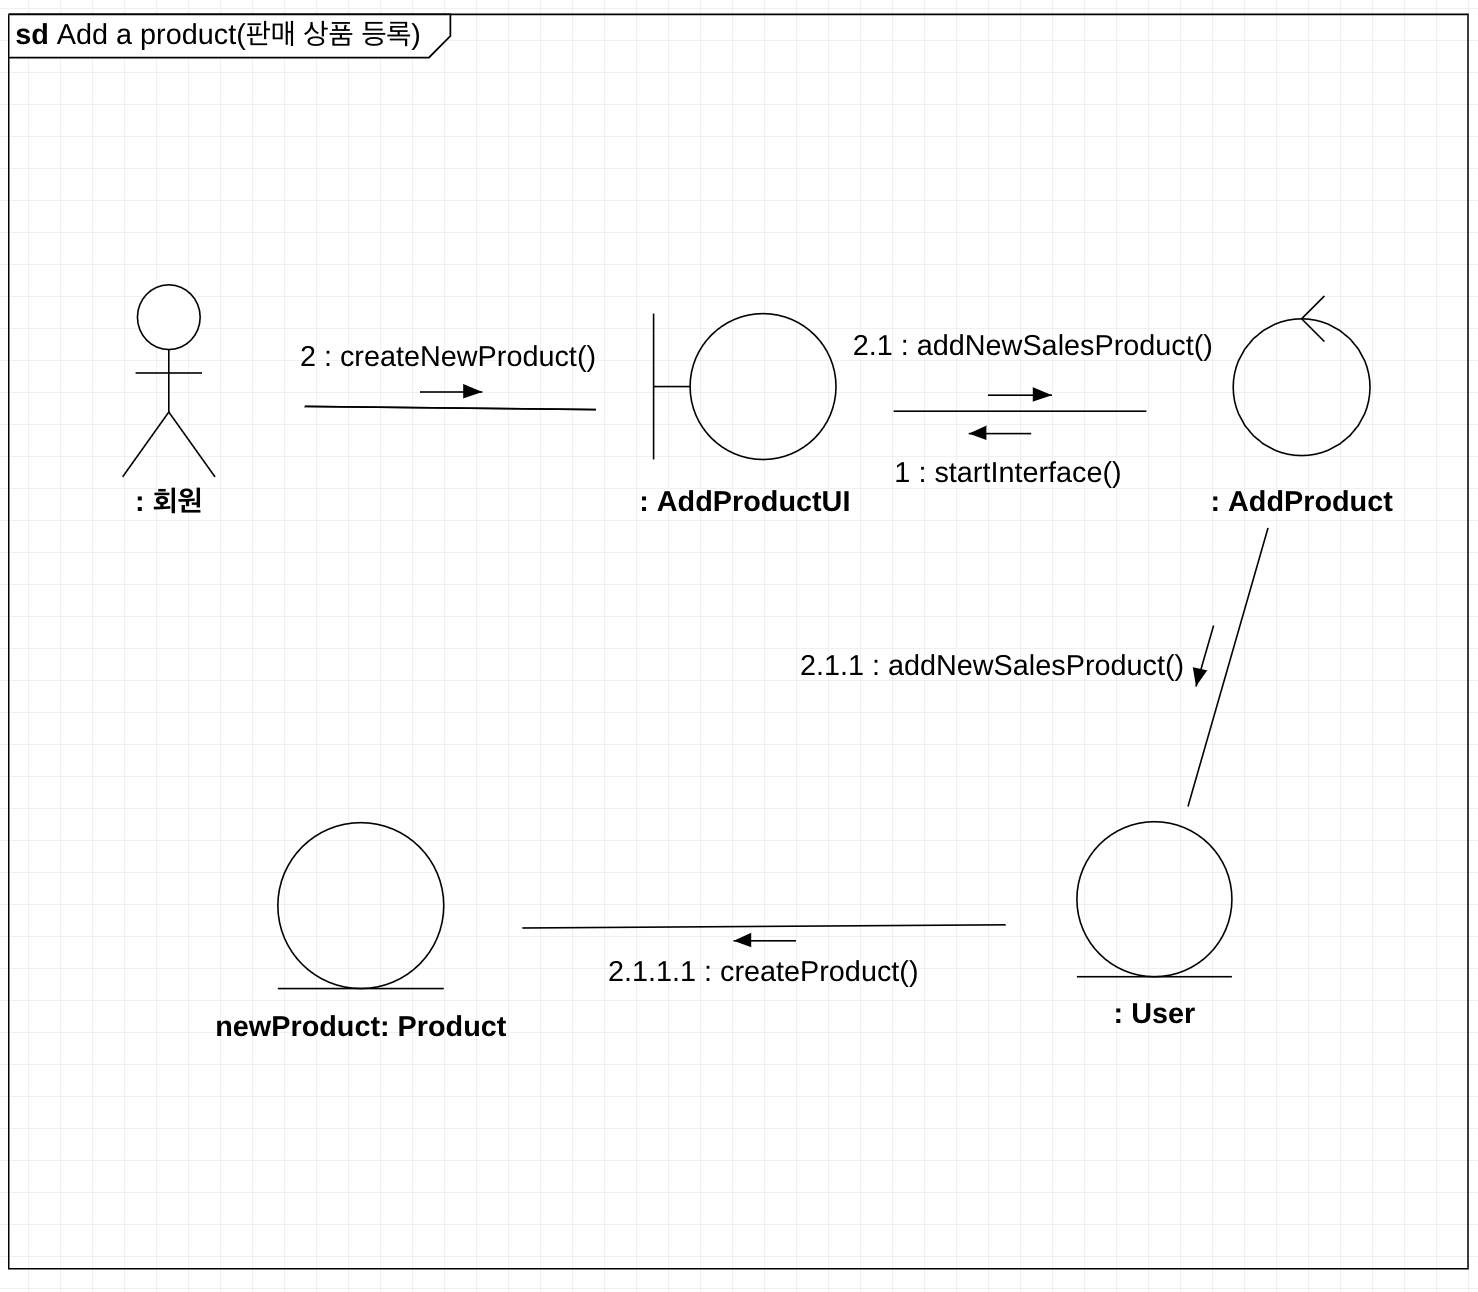 sd Add a product(판매 상품 등록)
2 : createNewProduct()
2.1 : addNewSalesProduct()
1 : startInterface()
: 회원
: AddProductUI
: AddProduct
2.1.1 : addNewSalesProduct()
2.1.1.1 : createProduct()
newProduct: Product
: User